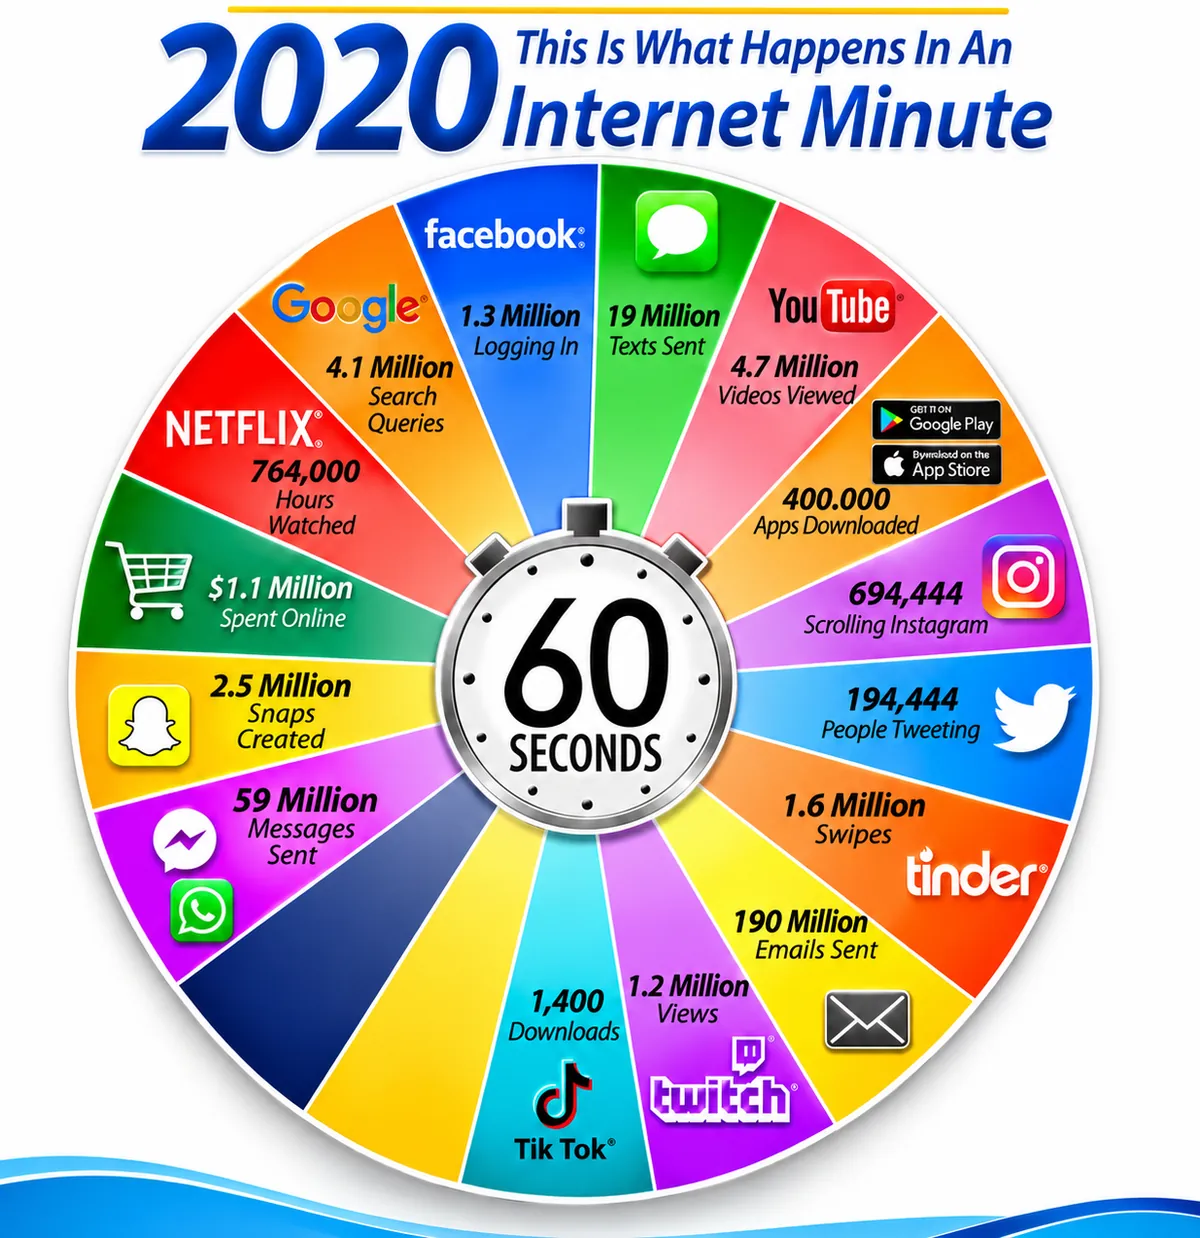 2020
This Is What Happens In An
Internet Minute
facebook®
1.3 Million
Logging In
19 Million
Texts Sent
YouTube®
4.7 Million
Videos Viewed
GET IT ON
Google Play
on the
App Store
400.000
Apps Downloaded
694,444
Scrolling Instagram
194,444
People Tweeting
1.6 Million
Swipes
tinder®
190 Million
Emails Sent
1.2 Million
Views
twitch®
1,400
Downloads
Tik Tok®
59 Million
Messages
Sent
2.5 Million
Snaps
Created
$1.1 Million
Spent Online
NETFLIX®
764,000
Hours
Watched
Google®
4.1 Million
Search
Queries
60
SECONDS